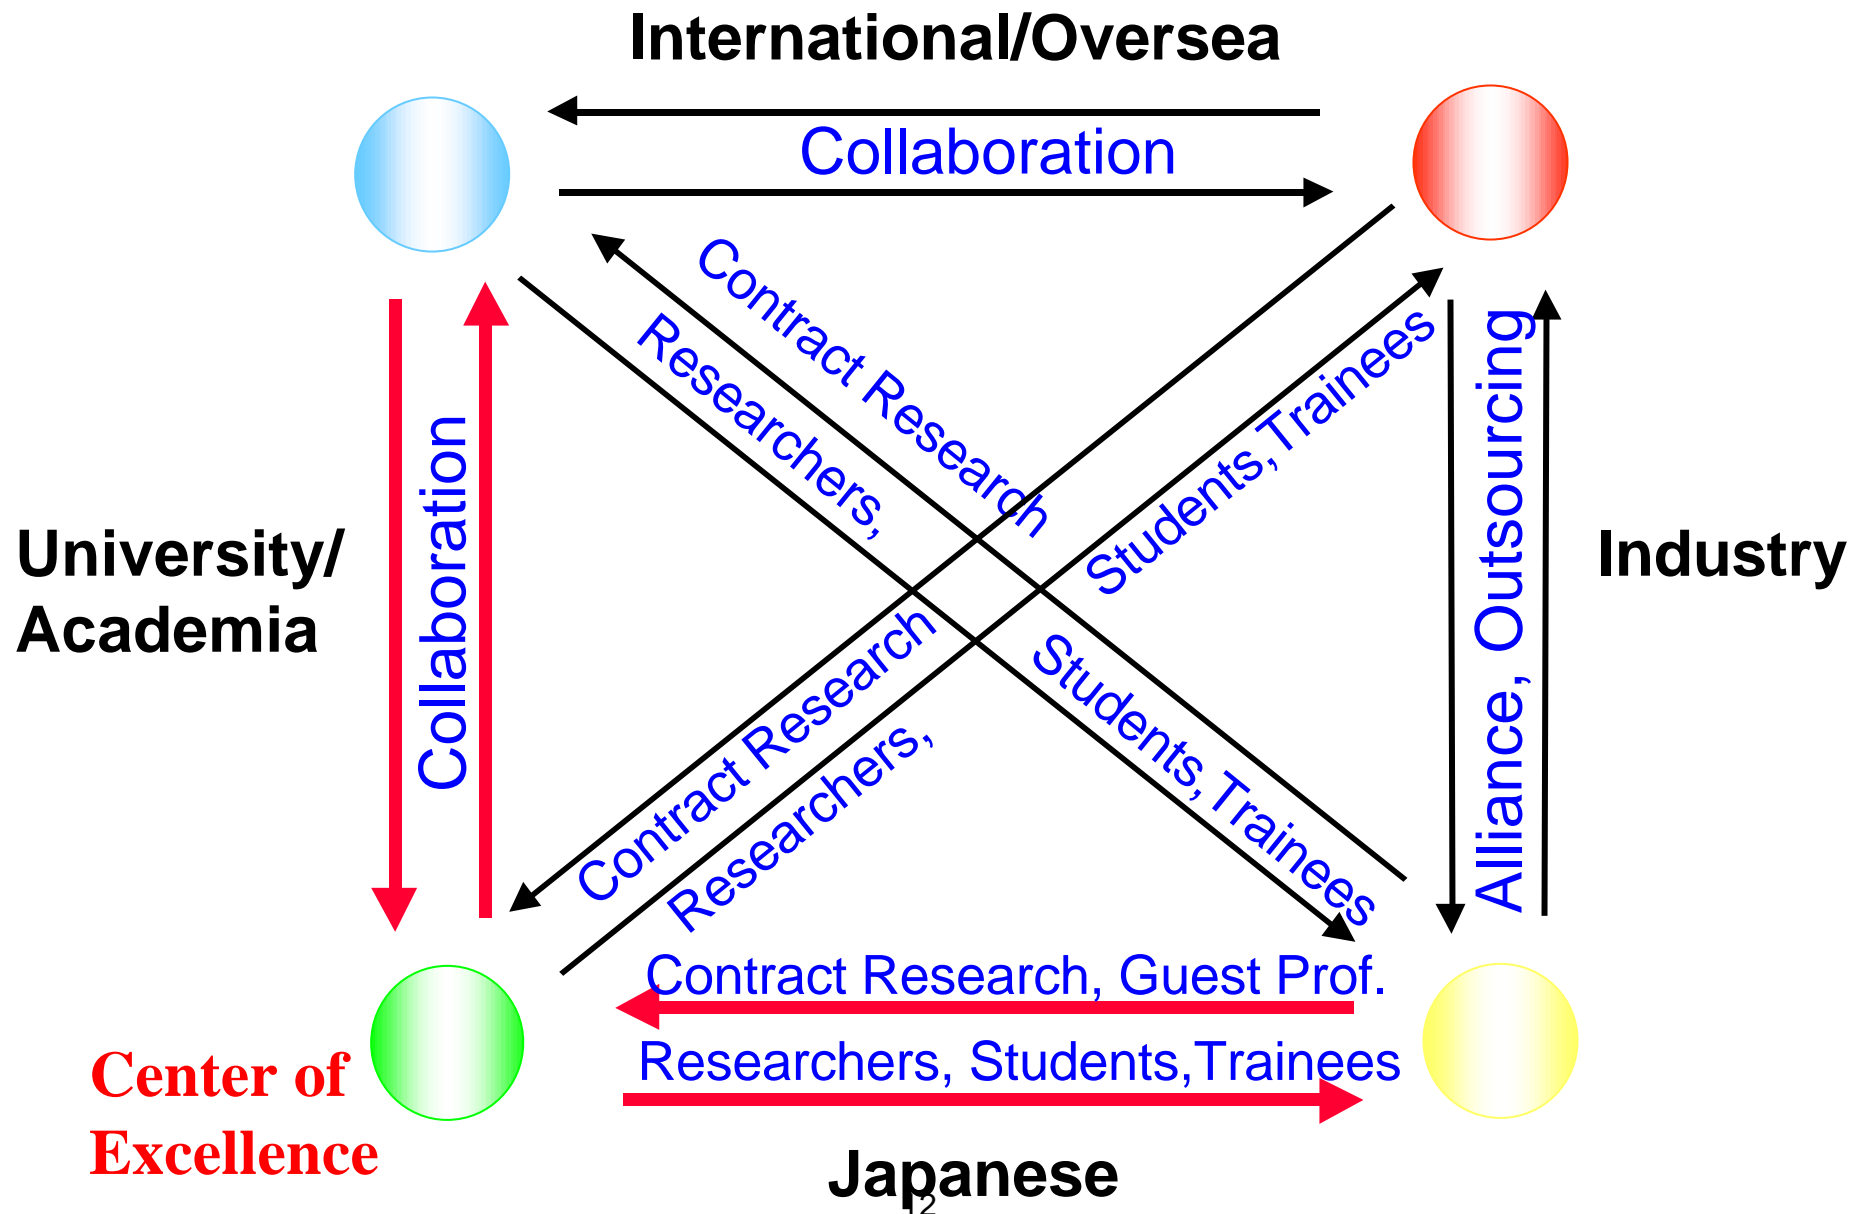 International/Oversea
Collaboration
Contract Research
Researchers,
Students,Trainees
Alliance, Outsourcing
Collaboration
University/
Academia
Industry
Contract Research
Researchers,
Students,Trainees
Contract Research, Guest Prof.
Researchers, Students,Trainees
Center of
Excellence
Japanese
12